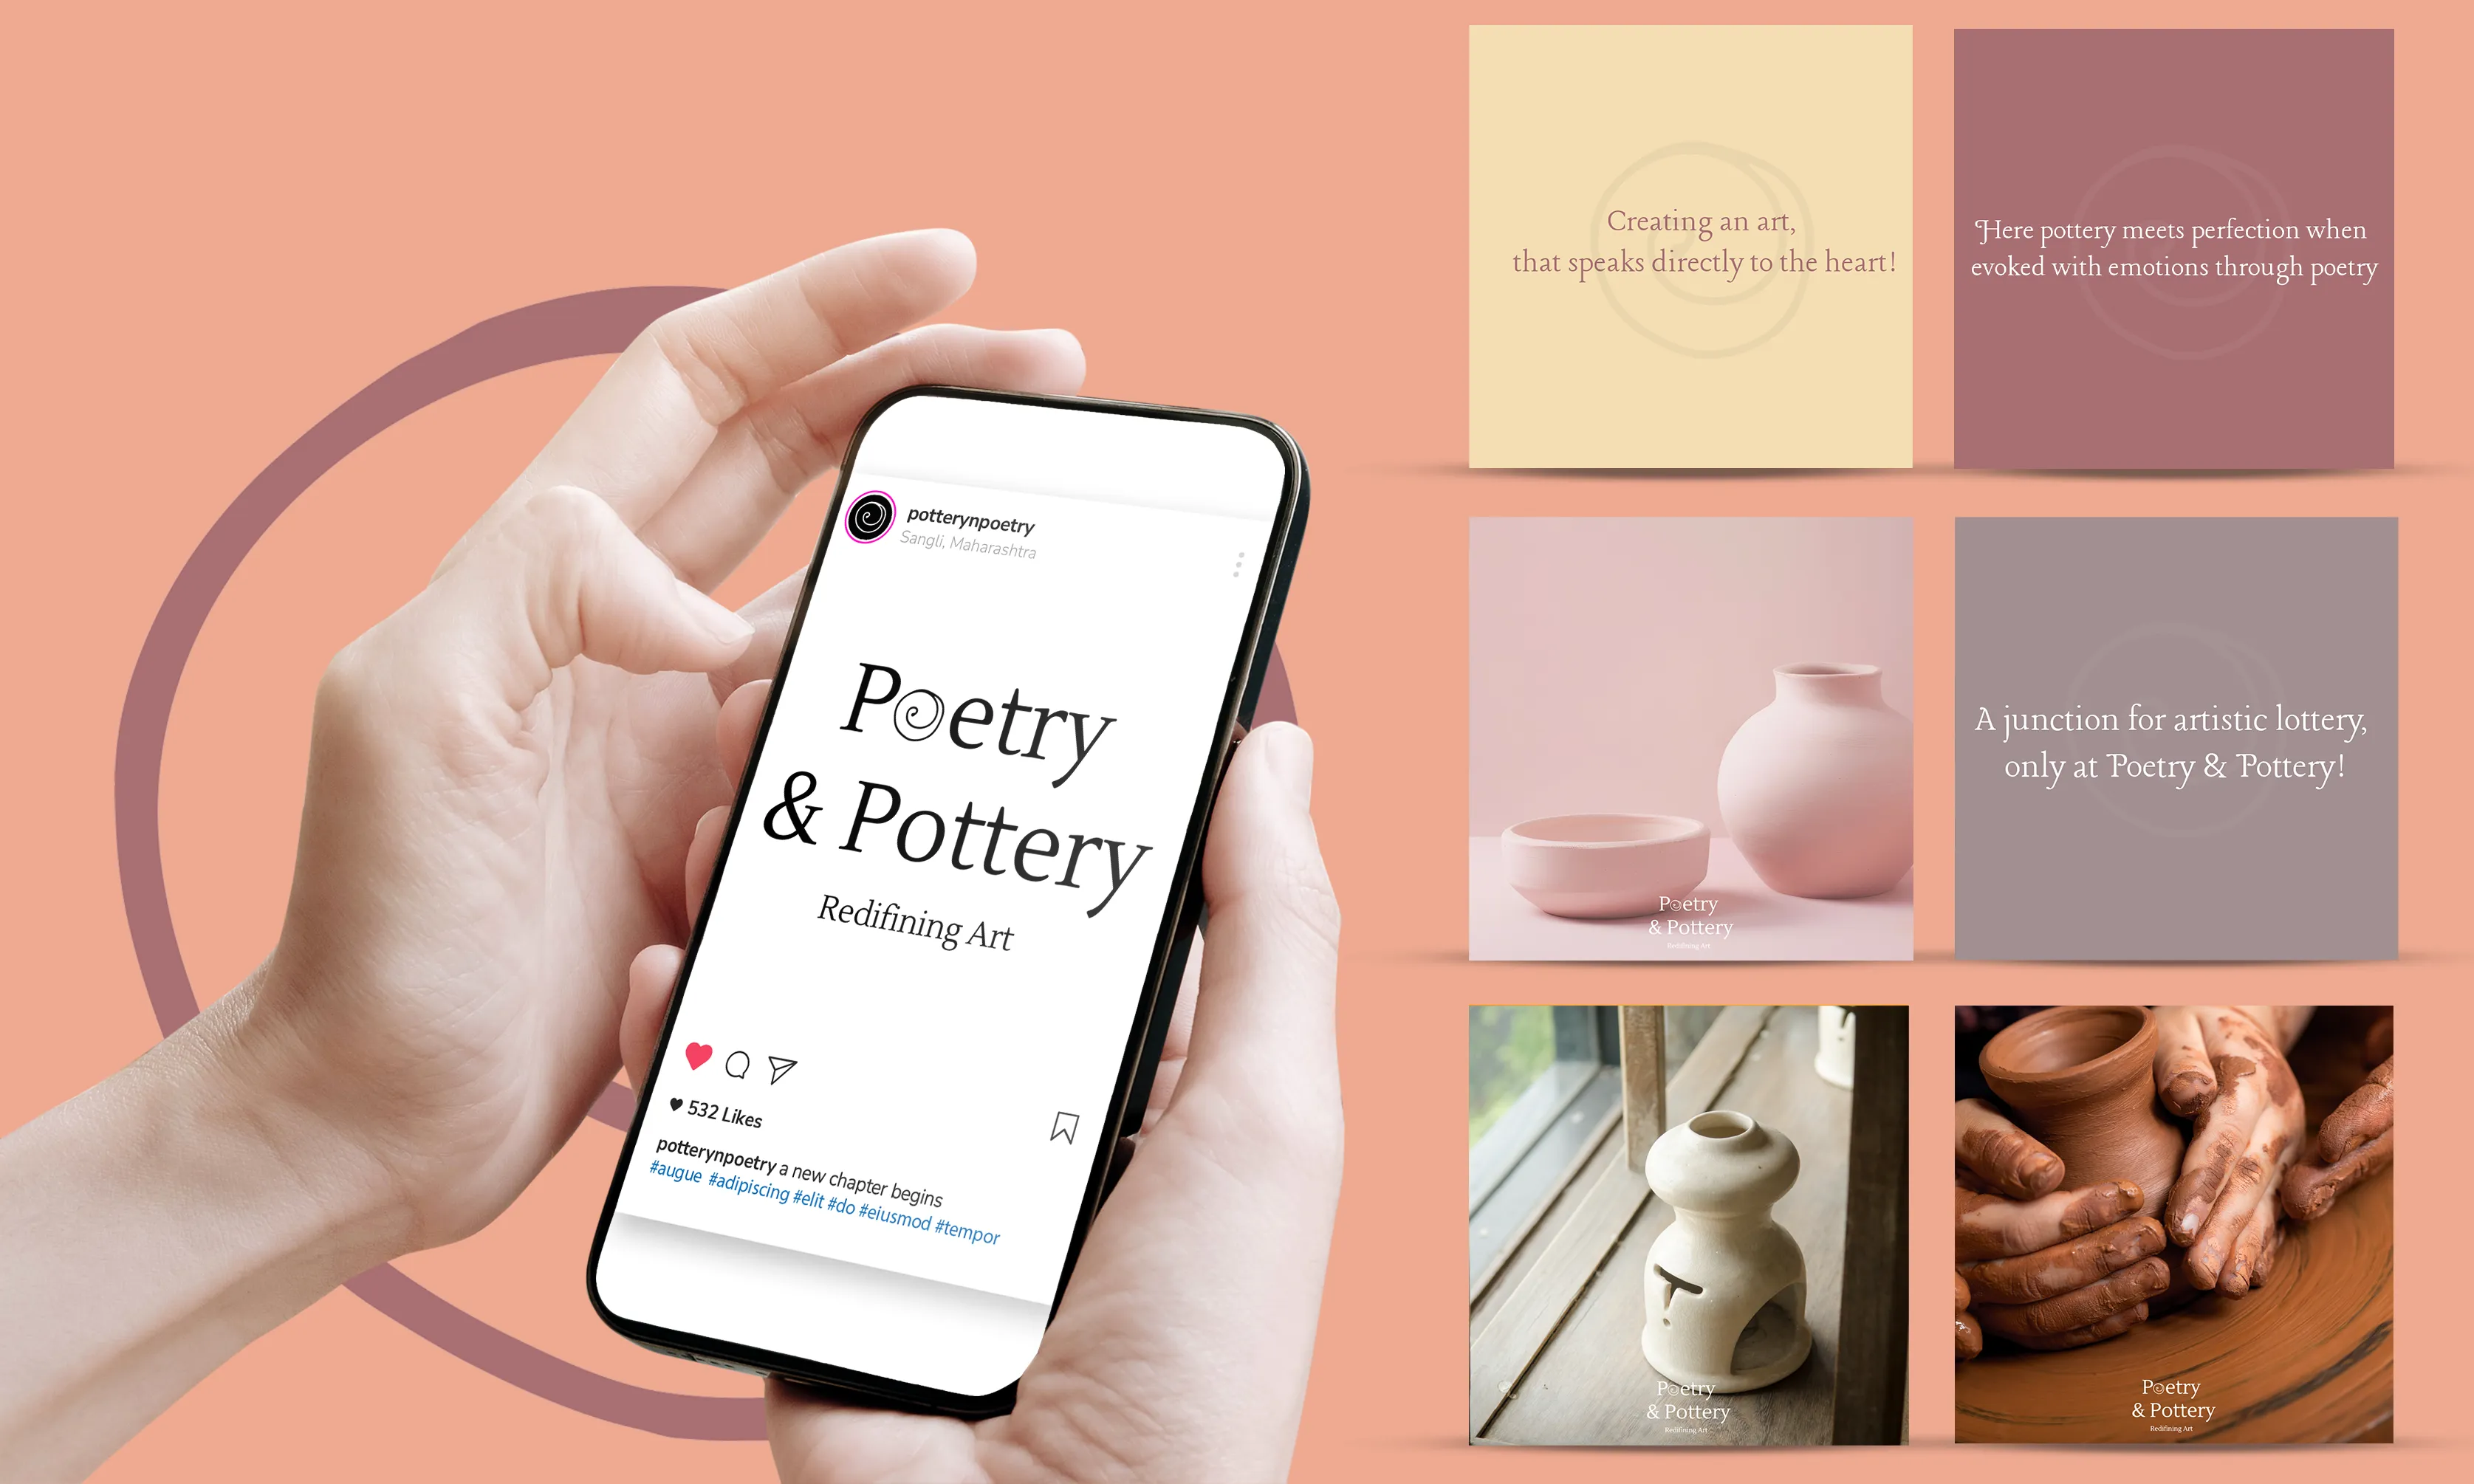 potterynpoetry
Sangli, Maharashtra
Poetry
& Pottery
Redifining Art
532 Likes
potterynpoetry a new chapter begins
#augue #adipiscing #elit #do #eiusmod #tempor
Creating an art,
that speaks directly to the heart!
Here pottery meets perfection when
evoked with emotions through poetry
Poetry
& Pottery
Redifining Art
A junction for artistic lottery,
only at Poetry & Pottery!
Poetry
& Pottery
Redifining Art
Poetry
& Pottery
Redifining Art